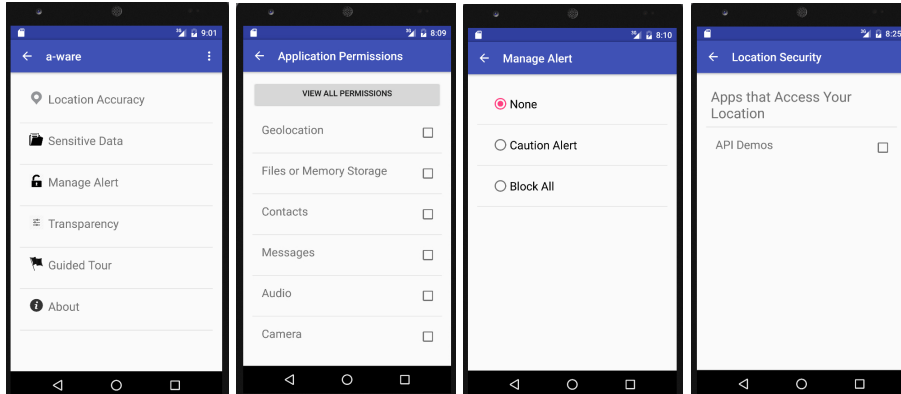 9:01
a-ware
Location Accuracy
Sensitive Data
Manage Alert
Transparency
Guided Tour
About
8:09
Application Permissions
VIEW ALL PERMISSIONS
Geolocation
Files or Memory Storage
Contacts
Messages
Audio
Camera
8:10
Manage Alert
None
Caution Alert
Block All
8:25
Location Security
Apps that Access Your
Location
API Demos